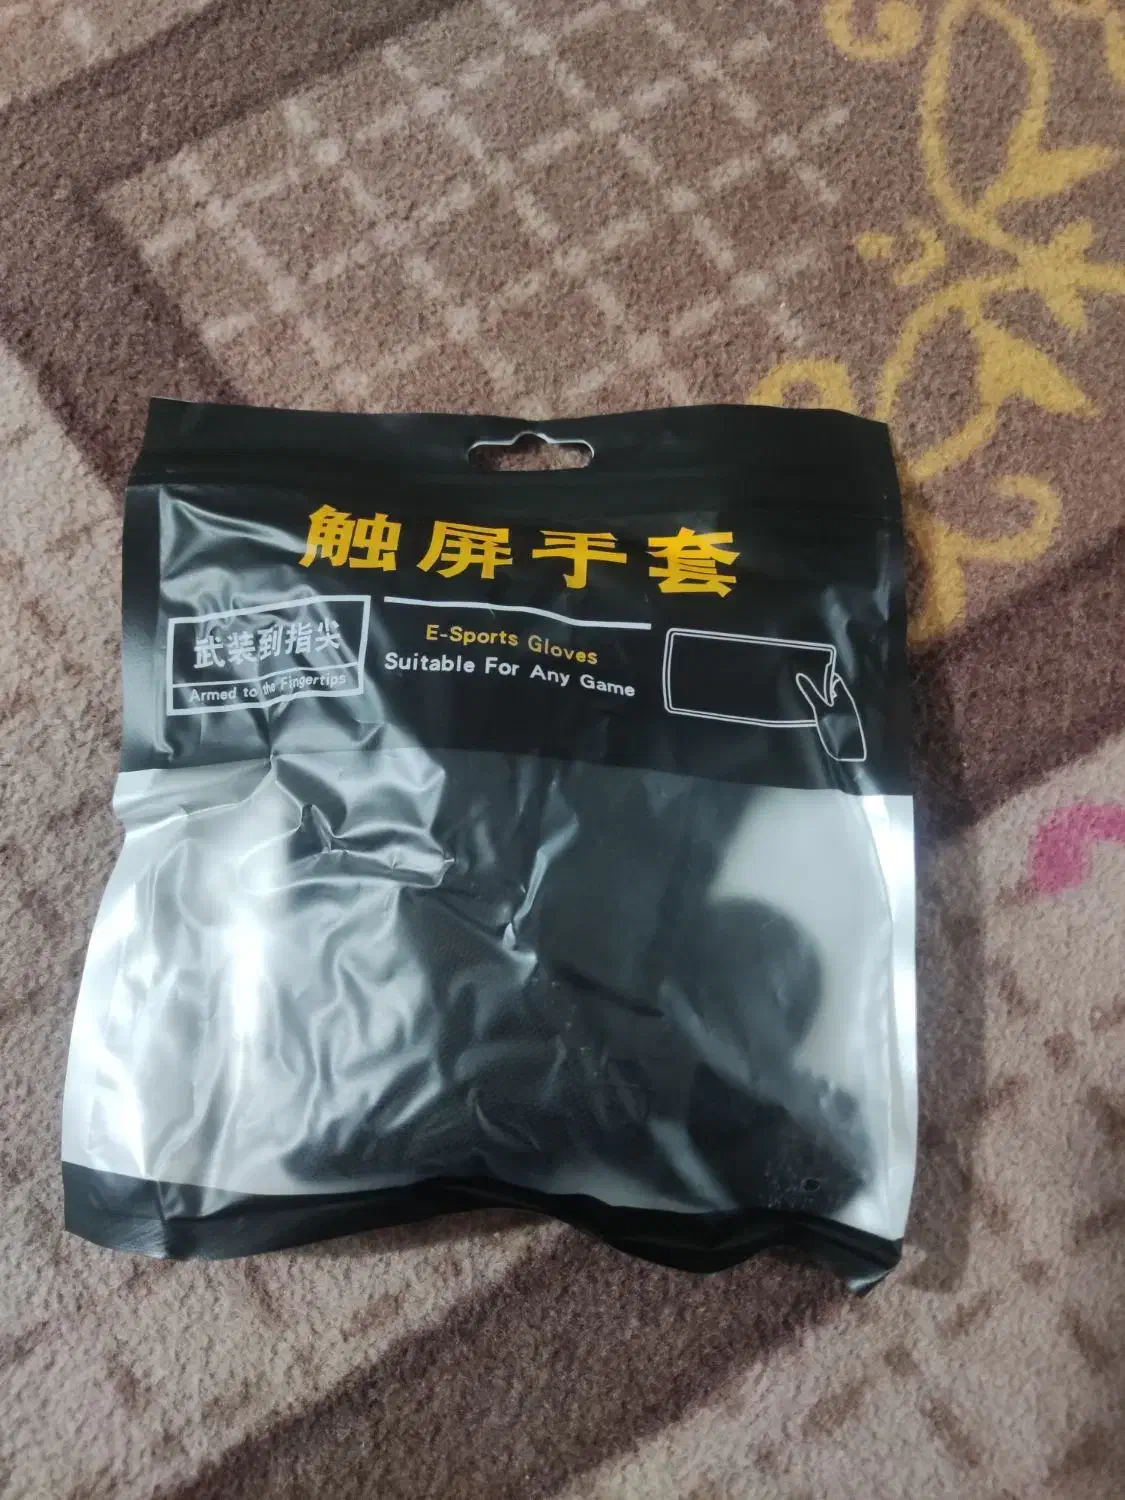 触屏手套
武装到指尖
Armed to the Fingertips
E-Sports Gloves
Suitable For Any Game